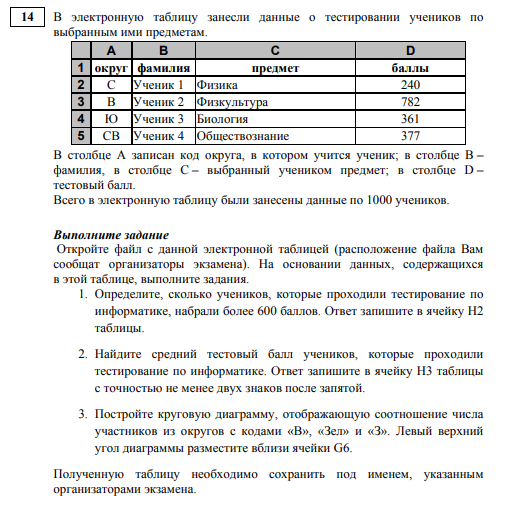 14
В электронную таблицу занесли данные о тестировании учеников по
выбранным ими предметам.
A B C D
1 округ фамилия предмет баллы
2 С Ученик 1 Физика 240
3 В Ученик 2 Физкультура 782
4 Ю Ученик 3 Биология 361
5 СВ Ученик 4 Обществознание 377
В столбце A записан код округа, в котором учится ученик; в столбце B –
фамилия, в столбце C – выбранный учеником предмет; в столбце D –
тестовый балл.
Всего в электронную таблицу были занесены данные по 1000 учеников.
Выполните задание
Откройте файл с данной электронной таблицей (расположение файла Вам
сообщат организаторы экзамена). На основании данных, содержащихся
в этой таблице, выполните задания.
1. Определите, сколько учеников, которые проходили тестирование по
информатике, набрали более 600 баллов. Ответ запишите в ячейку H2
таблицы.
2. Найдите средний тестовый балл учеников, которые проходили
тестирование по информатике. Ответ запишите в ячейку H3 таблицы
с точностью не менее двух знаков после запятой.
3. Постройте круговую диаграмму, отображающую соотношение числа
участников из округов с кодами «В», «Зел» и «З». Левый верхний
угол диаграммы разместите вблизи ячейки G6.
Полученную таблицу необходимо сохранить под именем, указанным
организаторами экзамена.